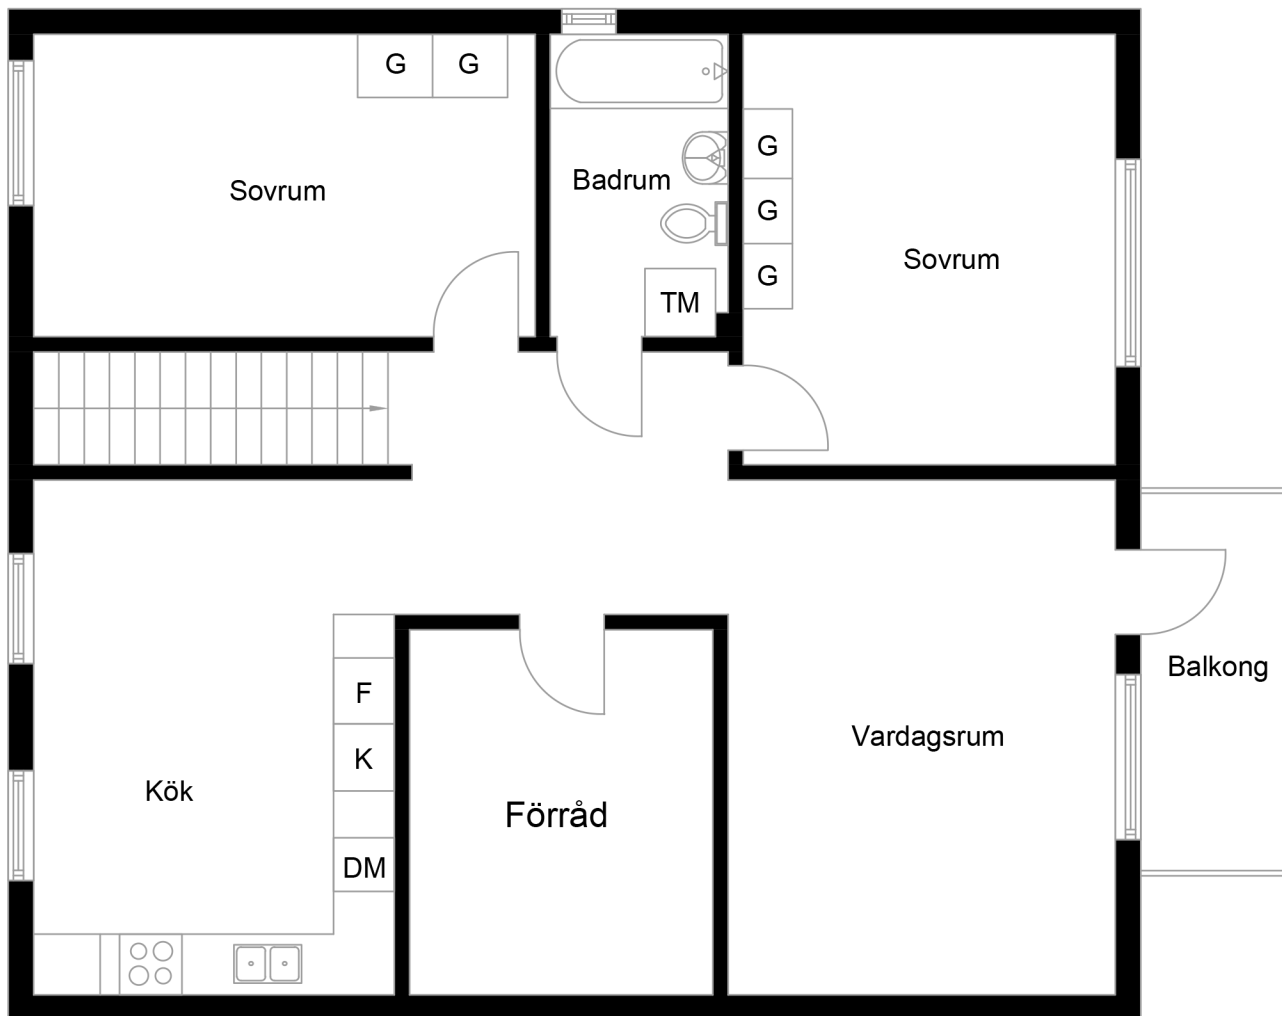 G G
Sovrum
Badrum
G
G
G
Sovrum
TM
F
K
DM
Kök
Förråd
Vardagsrum
Balkong